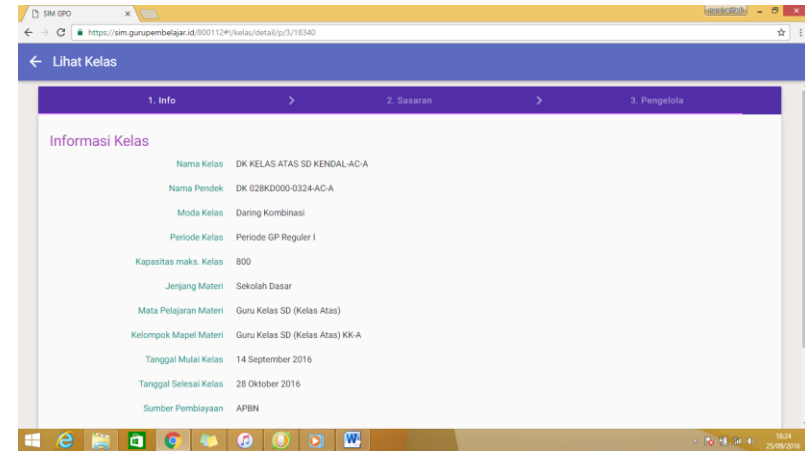 SIM GPO
https://sim.gurupembelajar.id/800112#!/kelas/detail/p/3/18340
Lihat Kelas
1. Info
2. Sasaran
3. Pengelola
Informasi Kelas
Nama Kelas DK KELAS ATAS SD KENDAL-AC-A
Nama Pendek DK 028KD000-0324-AC-A
Moda Kelas Daring Kombinasi
Periode Kelas Periode GP Reguler I
Kapasitas maks. Kelas 800
Jenjang Materi Sekolah Dasar
Mata Pelajaran Materi Guru Kelas SD (Kelas Atas)
Kelompok Mapel Materi Guru Kelas SD (Kelas Atas) KK-A
Tanggal Mulai Kelas 14 September 2016
Tanggal Selesai Kelas 28 Oktober 2016
Sumber Pembiayaan APBN
18:24
25/09/2016